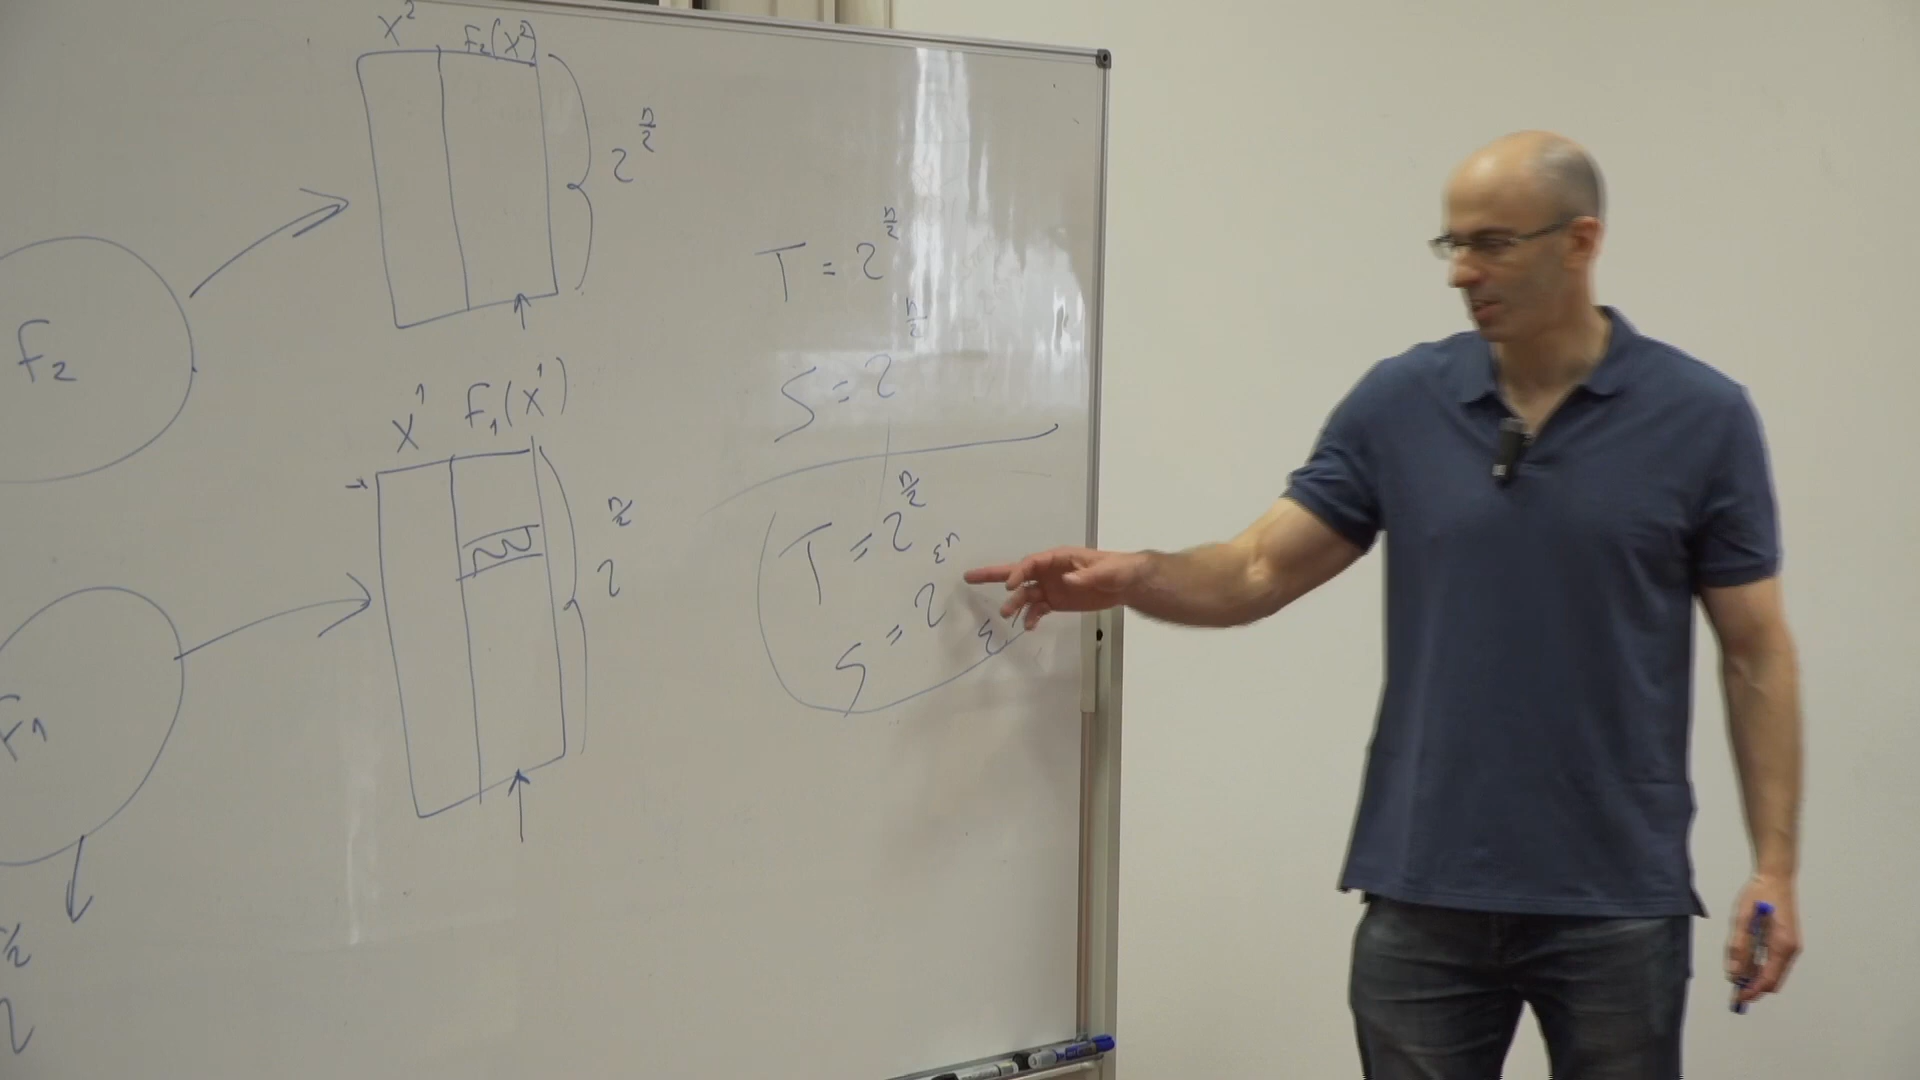 X²
F₂(X²)
2^{n/2}
F₂
T = 2^{n/2}
S = 2^{n/2}
X¹
F₁(X¹)
2^{n/2}
F₁
T = 2^{n/2}
S = 2^{εn}